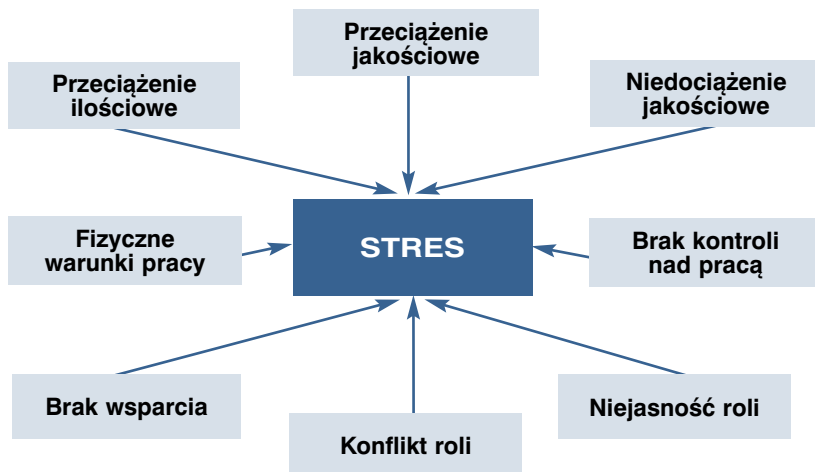 Przeciążenie
jakościowe
Przeciążenie
ilościowe
Niedociążenie
jakościowe
Fizyczne
warunki pracy
STRES
Brak kontroli
nad pracą
Brak wsparcia
Konflikt roli
Niejasność roli